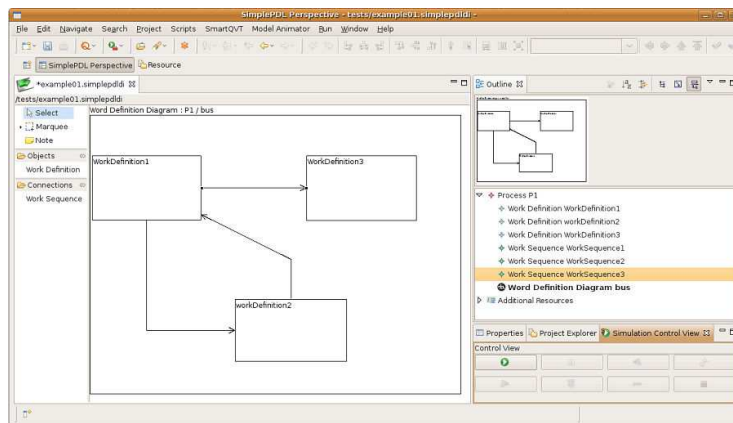 SimplePDL Perspective - tests/example01.simplepdldi -
File Edit Navigate Search Project Scripts SmartQVT Model Animator Run Window Help
SimplePDL Perspective Resource
*example01.simplepdldi
/tests/example01.simplepdldi
Select
Marquee
Note
Objects
Work Definition
Connections
Work Sequence
Word Definition Diagram : P1 / bus
WorkDefinition1
WorkDefinition3
workDefinition2
Outline
Process P1
Work Definition WorkDefinition1
Work Definition workDefinition2
Work Definition WorkDefinition3
Work Sequence WorkSequence1
Work Sequence WorkSequence2
Work Sequence WorkSequence3
Word Definition Diagram bus
Additional Resources
Properties Project Explorer Simulation Control View
Control View